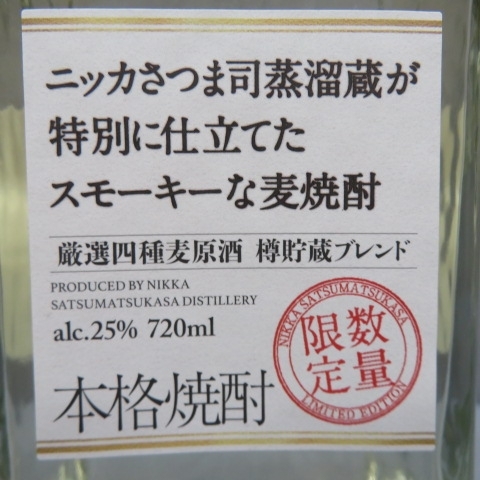 ニッカさつま司蒸溜蔵が
特別に仕立てた
スモーキーな麦焼酎
厳選四種麦原酒 樽貯蔵ブレンド
PRODUCED BY NIKKA
SATSUMATSUKASA DISTILLERY
alc.25% 720ml
本格焼酎
NIKKA SATSUMATSUKASA
数量
限定
LIMITED EDITION